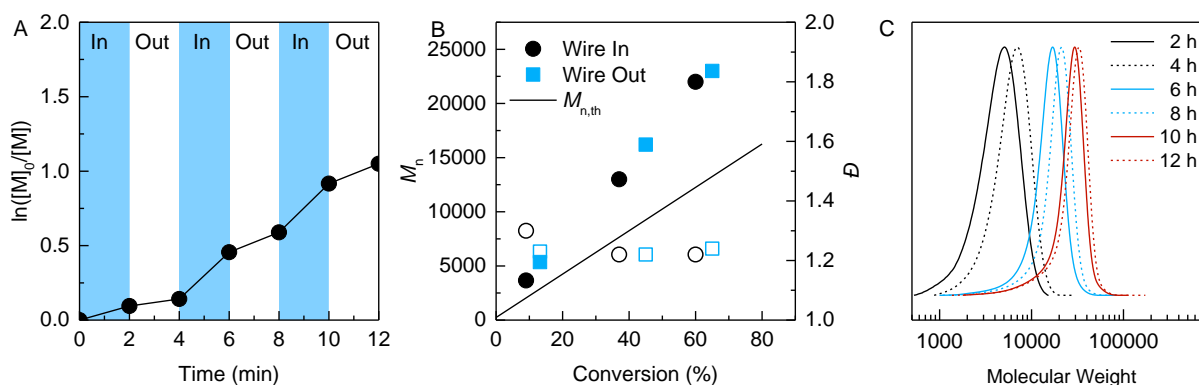 A
In Out In Out In Out
2.0
1.5
1.0
0.5
0.0
ln([M]0/[M])
0 2 4 6 8 10 12
Time (min)
B
25000
20000
15000
10000
5000
0
Mn
Wire In
Wire Out
Mn,th
2.0
1.8
1.6
1.4
1.2
1.0
Đ
0 20 40 60 80
Conversion (%)
C
2 h
4 h
6 h
8 h
10 h
12 h
1000 10000 100000
Molecular Weight